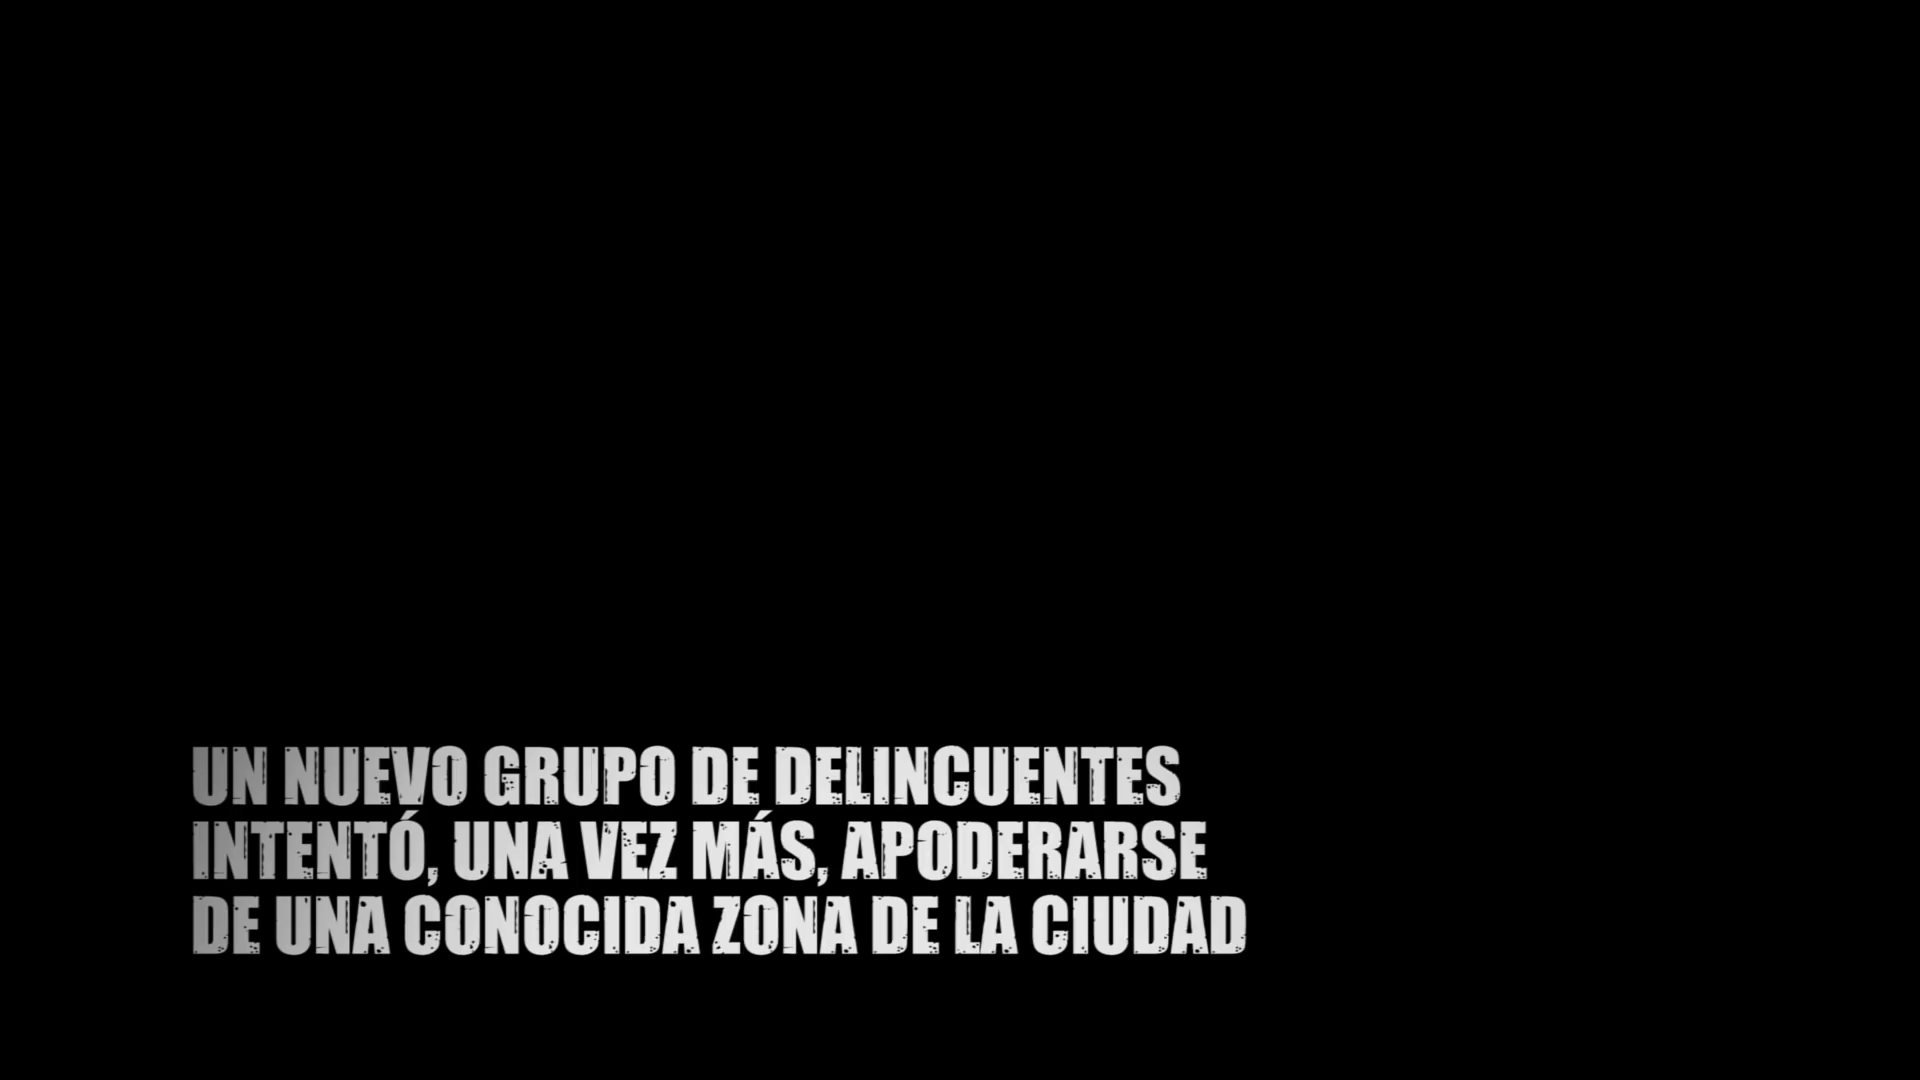 UN NUEVO GRUPO DE DELINCUENTES
INTENTÓ, UNA VEZ MÁS, APODERARSE
DE UNA CONOCIDA ZONA DE LA CIUDAD